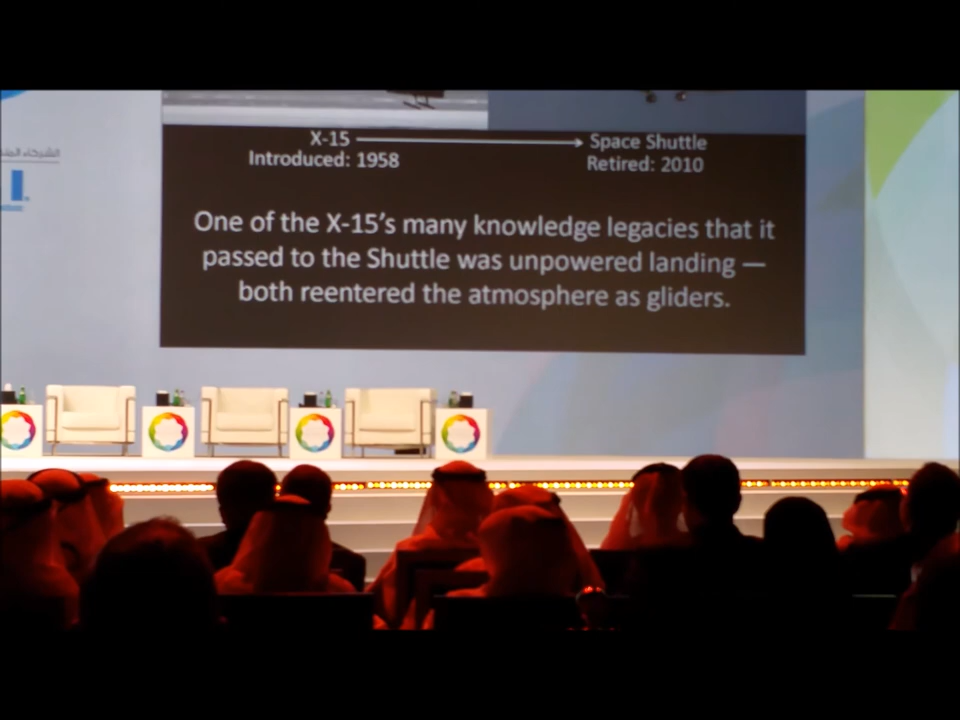 الشركاء
X-15 Space Shuttle
Introduced: 1958 Retired: 2010
One of the X-15's many knowledge legacies that it
passed to the Shuttle was unpowered landing —
both reentered the atmosphere as gliders.